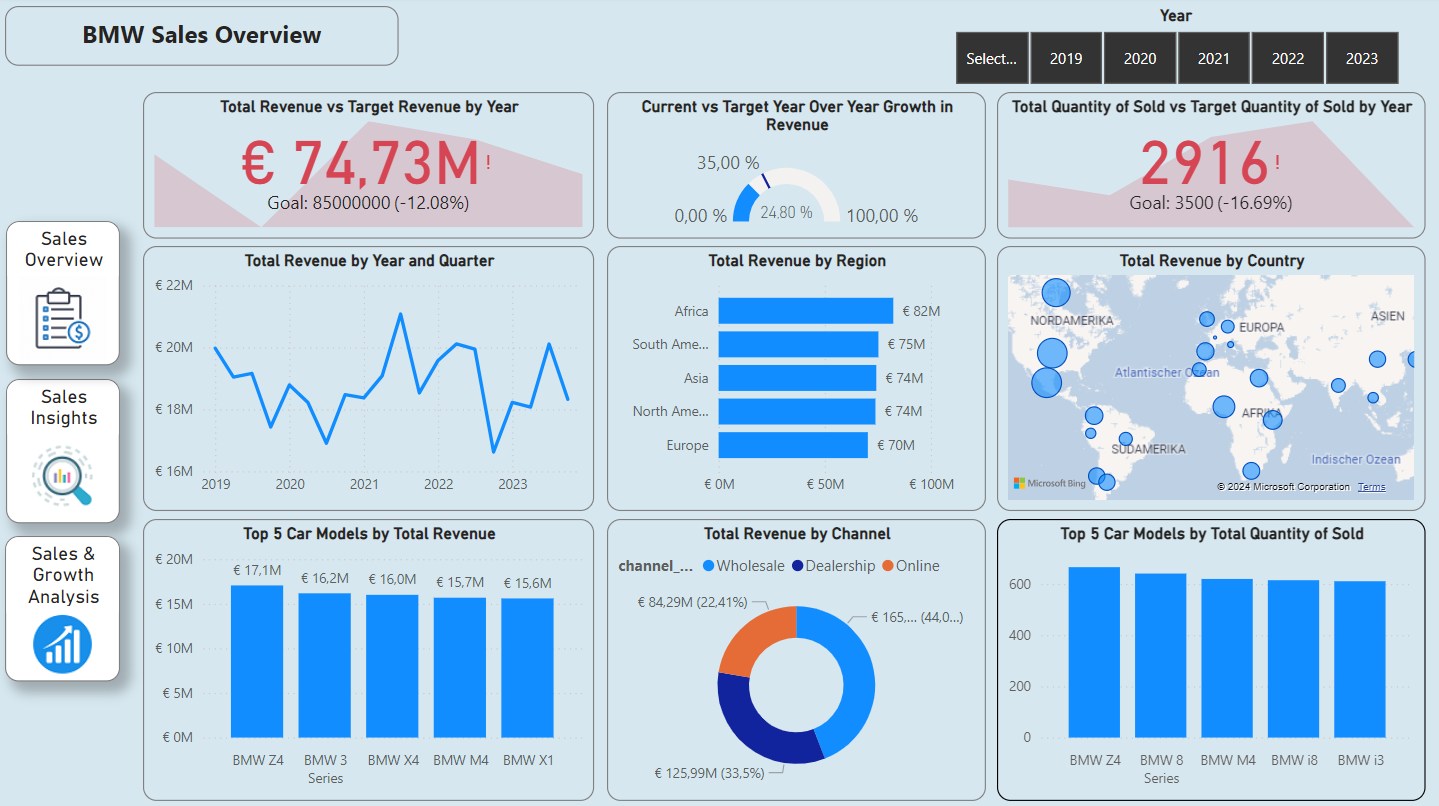 BMW Sales Overview
Year
Select...
2019
2020
2021
2022
2023
Sales
Overview
Sales
Insights
Sales &
Growth
Analysis
Total Revenue vs Target Revenue by Year
€ 74,73M!
Goal: 85000000 (-12.08%)
Current vs Target Year Over Year Growth in
Revenue
35,00 %
0,00 %
24,80 %
100,00 %
Total Quantity of Sold vs Target Quantity of Sold by Year
2916!
Goal: 3500 (-16.69%)
Total Revenue by Year and Quarter
€ 22M
€ 20M
€ 18M
€ 16M
2019
2020
2021
2022
2023
Total Revenue by Region
Africa
€ 82M
South Ame...
€ 75M
Asia
€ 74M
North Ame...
€ 74M
Europe
€ 70M
€ 0M
€ 50M
€ 100M
Total Revenue by Country
NORDAMERIKA
EUROPA
ASIEN
Atlantischer Ozean
AFRIKA
SÜDAMERIKA
Indischer Ozean
Microsoft Bing
© 2024 Microsoft Corporation
Terms
Top 5 Car Models by Total Revenue
€ 20M
€ 15M
€ 10M
€ 5M
€ 0M
€ 17,1M
€ 16,2M
€ 16,0M
€ 15,7M
€ 15,6M
BMW Z4
BMW 3
Series
BMW X4
BMW M4
BMW X1
Total Revenue by Channel
channel_...
Wholesale
Dealership
Online
€ 84,29M (22,41%)
€ 165,... (44,0...)
€ 125,99M (33,5%)
Top 5 Car Models by Total Quantity of Sold
600
400
200
0
BMW Z4
BMW 8
Series
BMW M4
BMW i8
BMW i3